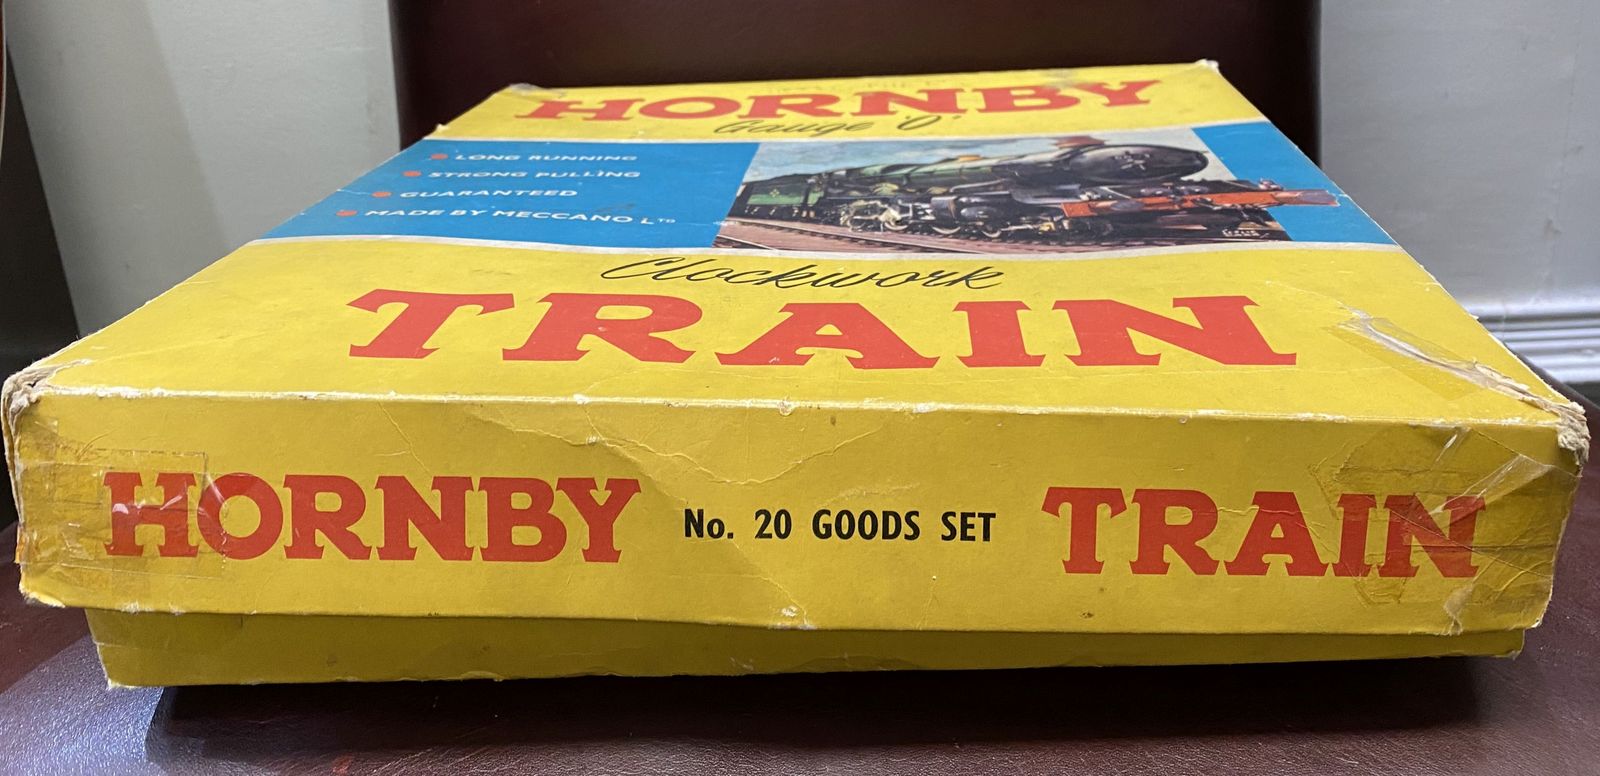 HORNBY
Gauge 'O'
LONG RUNNING
STRONG PULLING
GUARANTEED
MADE BY MECCANO LTD
Clockwork
TRAIN
HORNBY No. 20 GOODS SET TRAIN